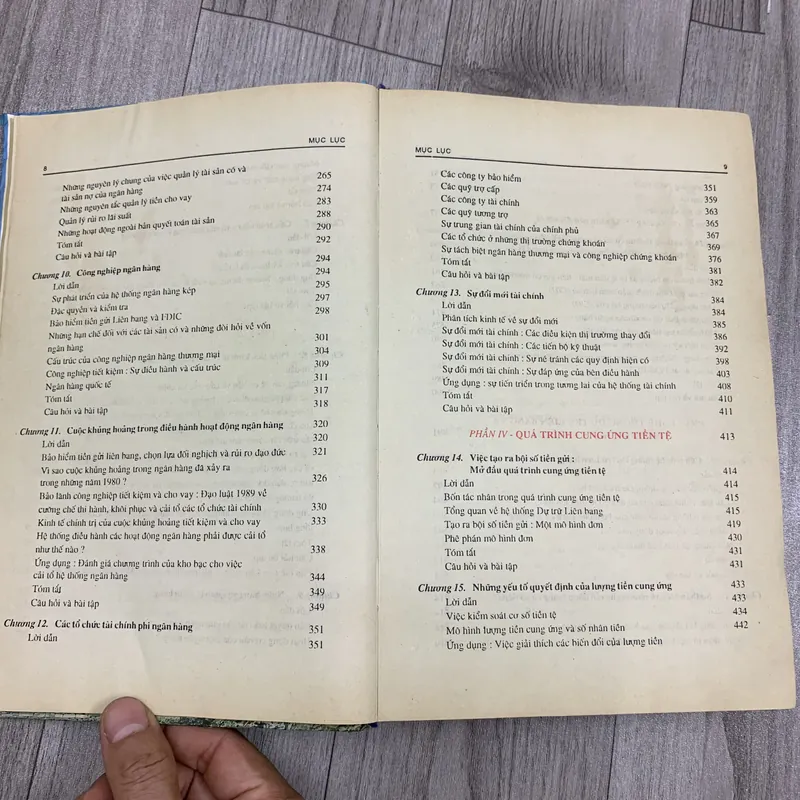 8 MỤC LỤC
Những nguyên lý chung của việc quản lý tài sản có và
tài sản nợ của ngân hàng 265
Những nguyên tắc quản lý tiền cho vay 274
Quản lý rủi ro lãi suất 283
Những hoạt động ngoài bản quyết toán tài sản 288
Tóm tắt 290
Câu hỏi và bài tập 292
Chương 10. Công nghiệp ngân hàng 294
Lời dẫn 294
Sự phát triển của hệ thống ngân hàng kép 295
Đặc quyền và kiểm tra 297
Bảo hiểm tiền gửi Liên bang và FDIC 298
Những hạn chế đối với các tài sản có và những đòi hỏi về vốn
ngân hàng 301
Cấu trúc của công nghiệp ngân hàng thương mại 304
Công nghiệp tiết kiệm : Sự điều hành và cấu trúc 309
Ngân hàng quốc tế 311
Tóm tắt 317
Câu hỏi và bài tập 318
Chương 11. Cuộc khủng hoảng trong điều hành hoạt động ngân hàng 320
Lời dẫn 320
Bảo hiểm tiền gửi liên bang, chọn lựa đối nghịch và rủi ro đạo đức 321
Vì sao cuộc khủng hoảng trong ngân hàng đã xảy ra
trong những năm 1980 ? 326
Bảo lãnh công nghiệp tiết kiệm và cho vay : Đạo luật 1989 về
cưỡng chế thi hành, khôi phục và cải tổ các tổ chức tài chính 330
Kinh tế chính trị của cuộc khủng hoảng tiết kiệm và cho vay 333
Hệ thống điều hành các hoạt động ngân hàng phải được cải tổ
như thế nào ? 338
Ứng dụng : Đánh giá chương trình của kho bạc cho việc
cải tổ hệ thống ngân hàng 344
Tóm tắt 349
Câu hỏi và bài tập 349
Chương 12. Các tổ chức tài chính phi ngân hàng 351
Lời dẫn 351
MỤC LỤC 9
Các công ty bảo hiểm 351
Các quỹ trợ cấp 359
Các công ty tài chính 363
Các quỹ tương trợ 365
Sự trung gian tài chính của chính phủ 367
Các tổ chức ở những thị trường chứng khoán 369
Sự tách biệt ngân hàng thương mại và công nghiệp chứng khoán 376
Tóm tắt 381
Câu hỏi và bài tập 382
Chương 13. Sự đổi mới tài chính 384
Lời dẫn 384
Phân tích kinh tế về sự đổi mới 385
Sự đổi mới tài chính : Các điều kiện thị trường thay đổi 386
Sự đổi mới tài chính : Các tiến bộ kỹ thuật 392
Sự đổi mới tài chính : Sự né tránh các quy định hiện có 398
Sự đổi mới tài chính : Sự đáp ứng của bên điều hành 403
Ứng dụng : sự tiến triển trong tương lai của hệ thống tài chính 408
Tóm tắt 410
Câu hỏi và bài tập 411
PHẦN IV - QUÁ TRÌNH CUNG ỨNG TIỀN TỆ 413
Chương 14. Việc tạo ra bội số tiền gửi :
Mở đầu quá trình cung ứng tiền tệ 414
Lời dẫn 414
Bốn tác nhân trong quá trình cung ứng tiền tệ 415
Tổng quan về hệ thống Dự trữ Liên bang 415
Tạo ra bội số tiền gửi : Một mô hình đơn 419
Phê phán mô hình đơn 430
Tóm tắt 431
Câu hỏi và bài tập 431
Chương 15. Những yếu tố quyết định của lượng tiền cung ứng 433
Lời dẫn 433
Việc kiểm soát cơ số tiền tệ 434
Mô hình lượng tiền cung ứng và số nhân tiền 442
Ứng dụng : Việc giải thích các biến đổi của lượng tiền